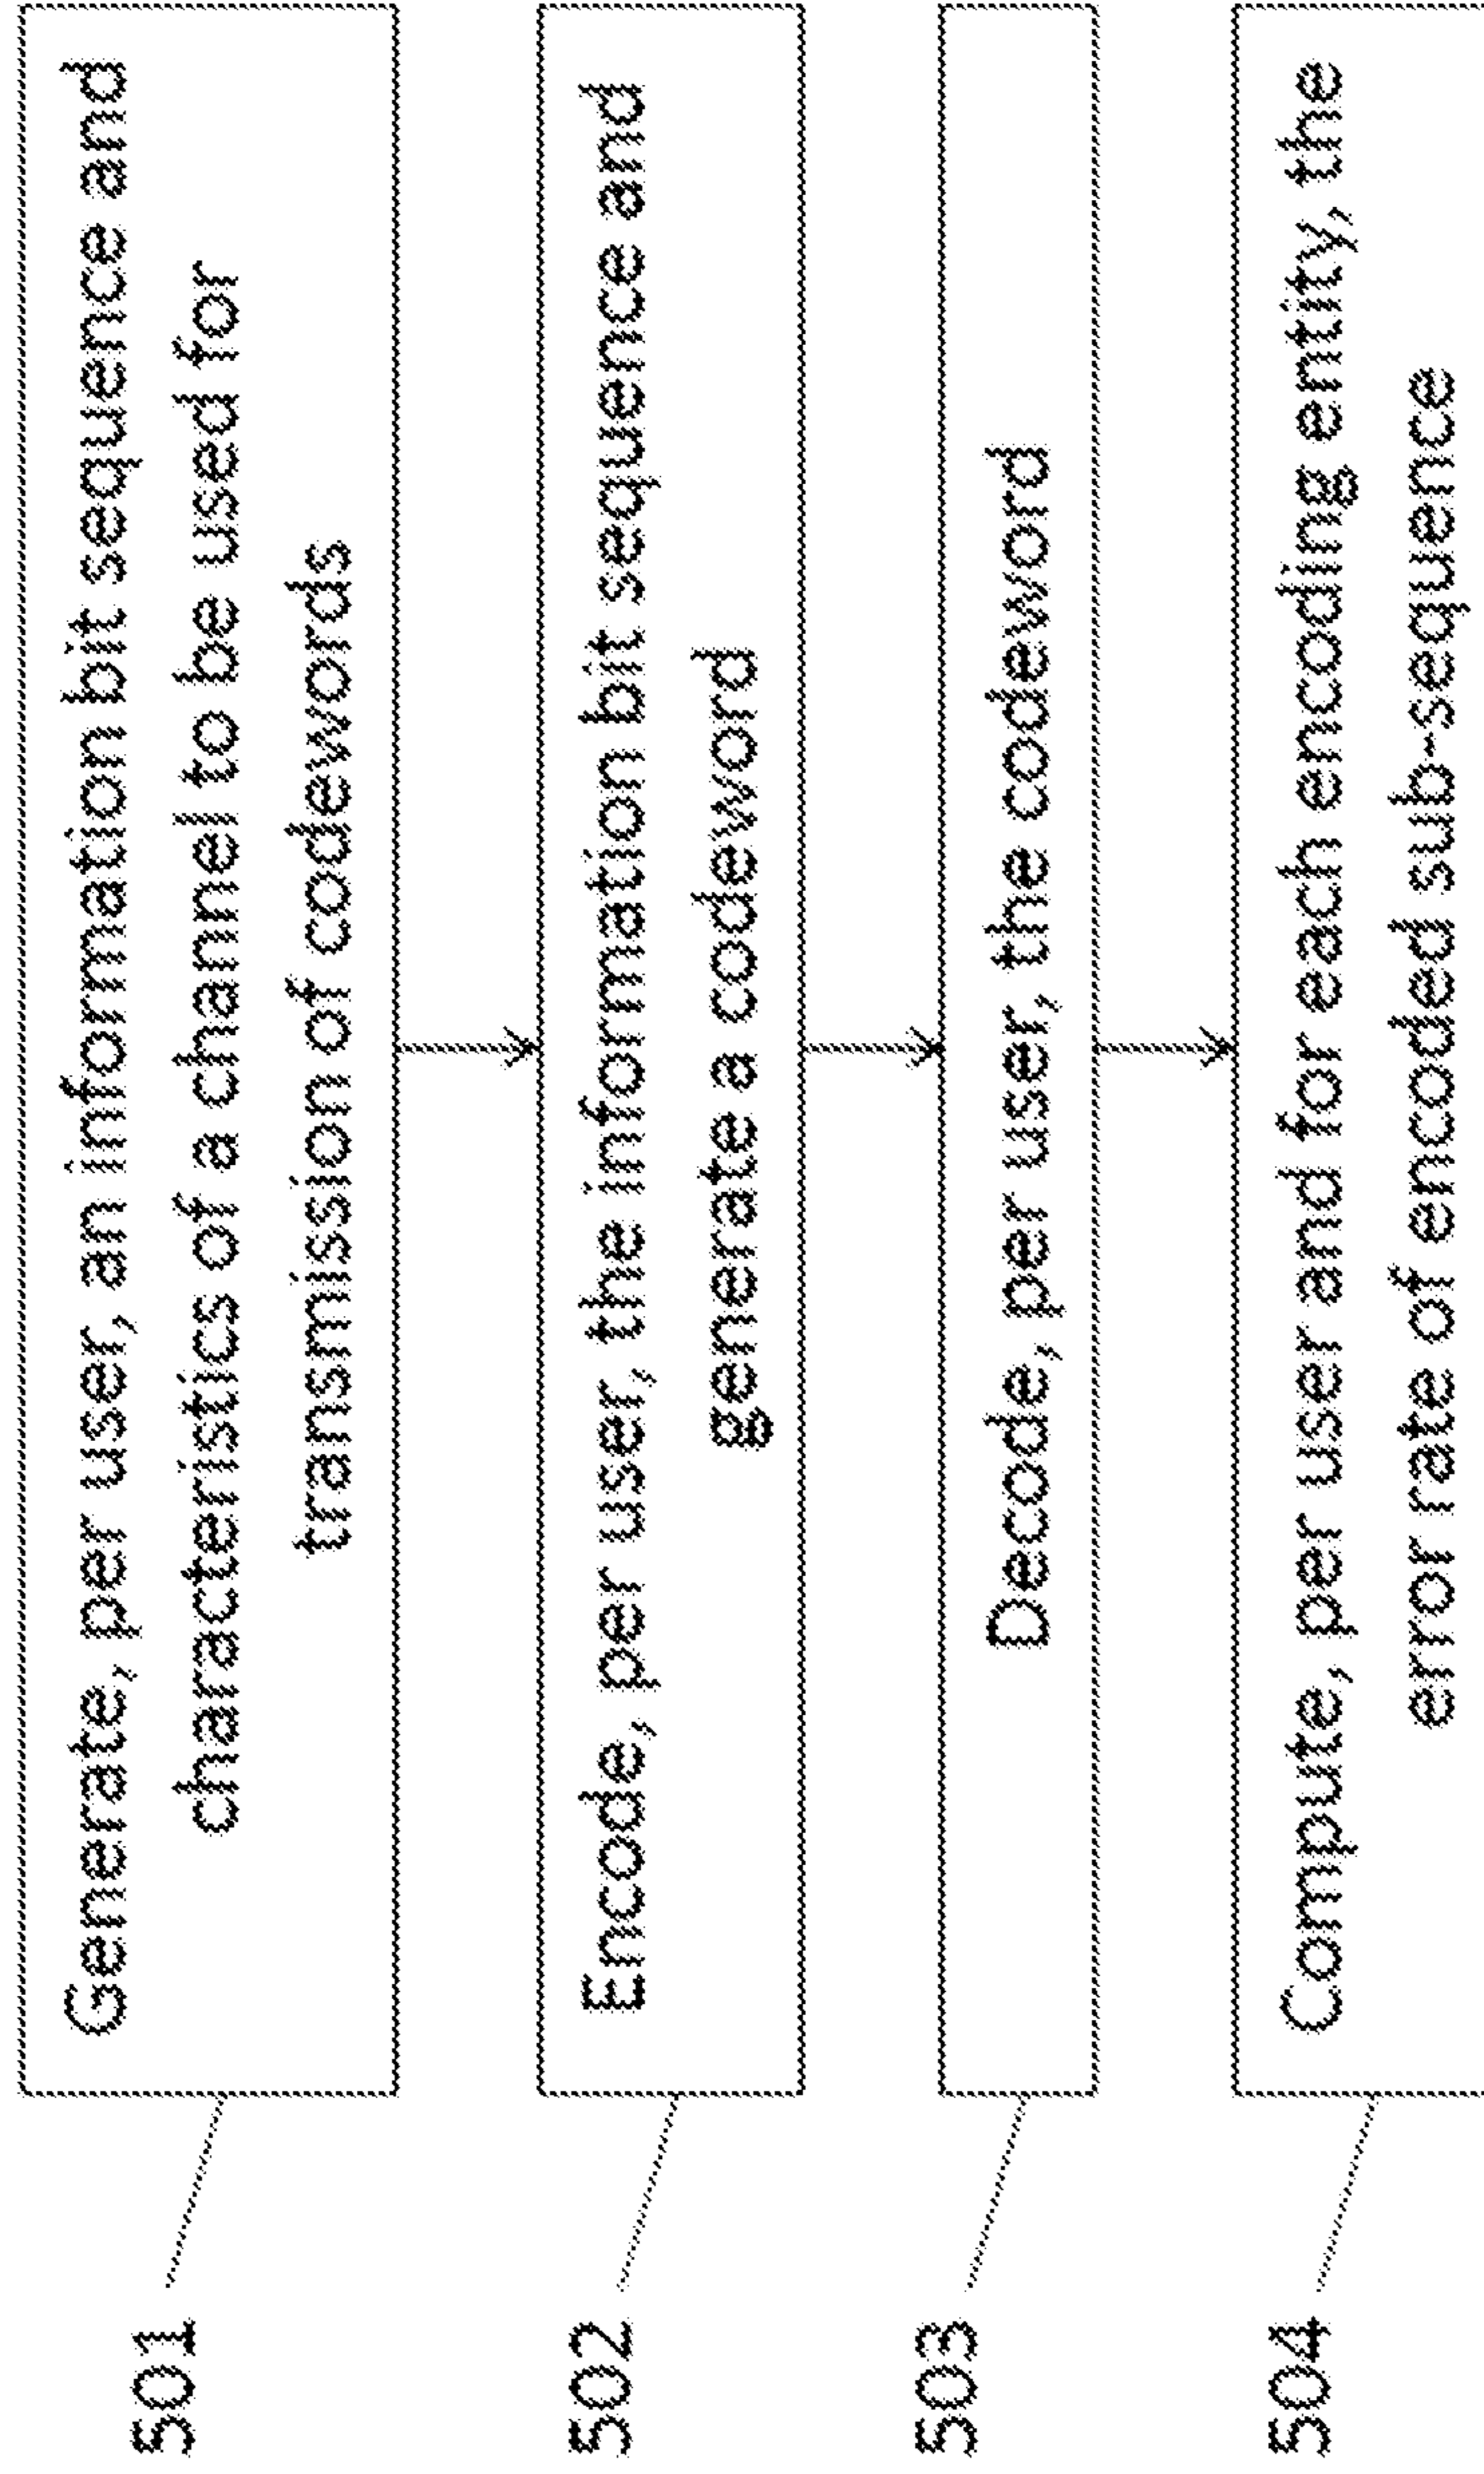 501
Generate, per user, an information bit sequence and
characteristics of a channel to be used for
transmission of codewords
502
Encode, per user, the information bit sequence and
generate a codeword
503
Decode, per user, the codeword
504
Compute, per user and for each encoding entity, the
error rate of encoded sub-sequence